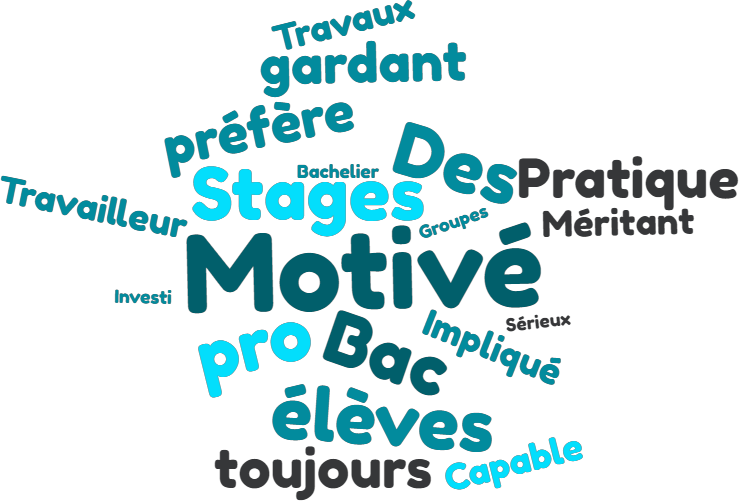 Travaux
gardant
préfère
Des
Bachelier
Pratique
Stages
Travailleur
Groupes
Méritant
Motivé
Investi
Sérieux
Impliqué
pro
Bac
élèves
toujours
Capable